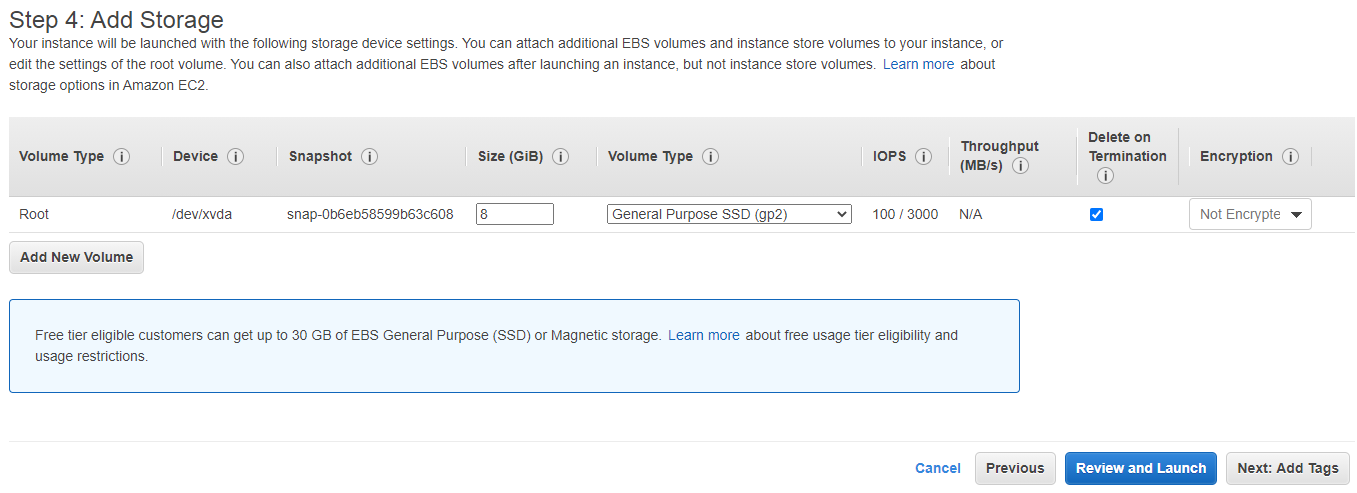 Step 4: Add Storage
Your instance will be launched with the following storage device settings. You can attach additional EBS volumes and instance store volumes to your instance, or
edit the settings of the root volume. You can also attach additional EBS volumes after launching an instance, but not instance store volumes. Learn more about
storage options in Amazon EC2.
Volume Type i Device i Snapshot i Size (GiB) i Volume Type i IOPS i Throughput (MB/s) i Delete on Termination i Encryption i
Root /dev/xvda snap-0b6eb58599b63c608 8 General Purpose SSD (gp2) 100 / 3000 N/A Not Encrypte
Add New Volume
Free tier eligible customers can get up to 30 GB of EBS General Purpose (SSD) or Magnetic storage. Learn more about free usage tier eligibility and
usage restrictions.
Cancel Previous Review and Launch Next: Add Tags